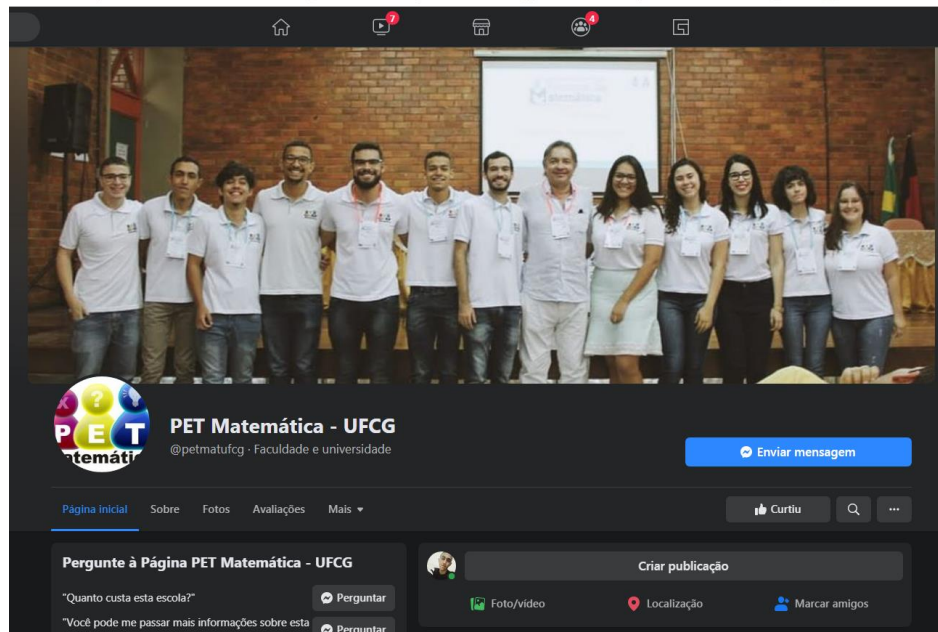 7
4
Matemática
X ?
PET
temátic
PET Matemática - UFCG
@petmatufcg · Faculdade e universidade
Enviar mensagem
Página inicial Sobre Fotos Avaliações Mais
Curtiu
Pergunte à Página PET Matemática - UFCG
"Quanto custa esta escola?" Perguntar
"Você pode me passar mais informações sobre esta Perguntar
Criar publicação
Foto/vídeo Localização Marcar amigos